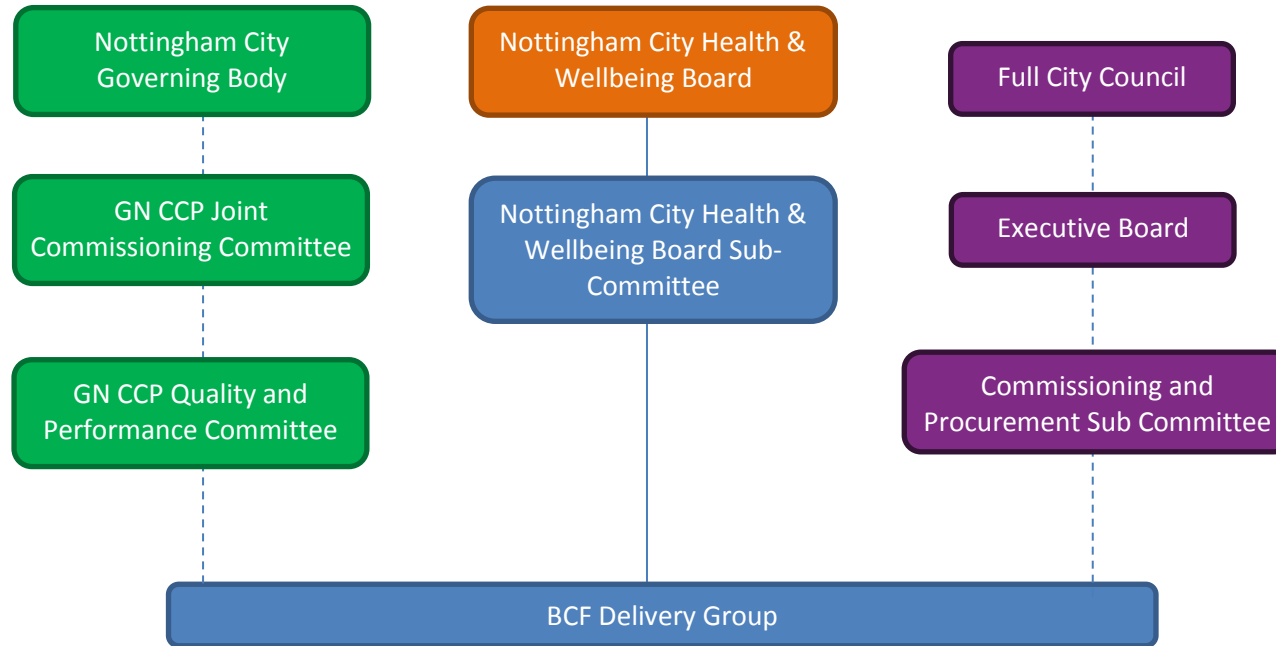 Nottingham City
Governing Body
Nottingham City Health &
Wellbeing Board
Full City Council
GN CCP Joint
Commissioning Committee
Nottingham City Health &
Wellbeing Board Sub-
Committee
Executive Board
GN CCP Quality and
Performance Committee
Commissioning and
Procurement Sub Committee
BCF Delivery Group